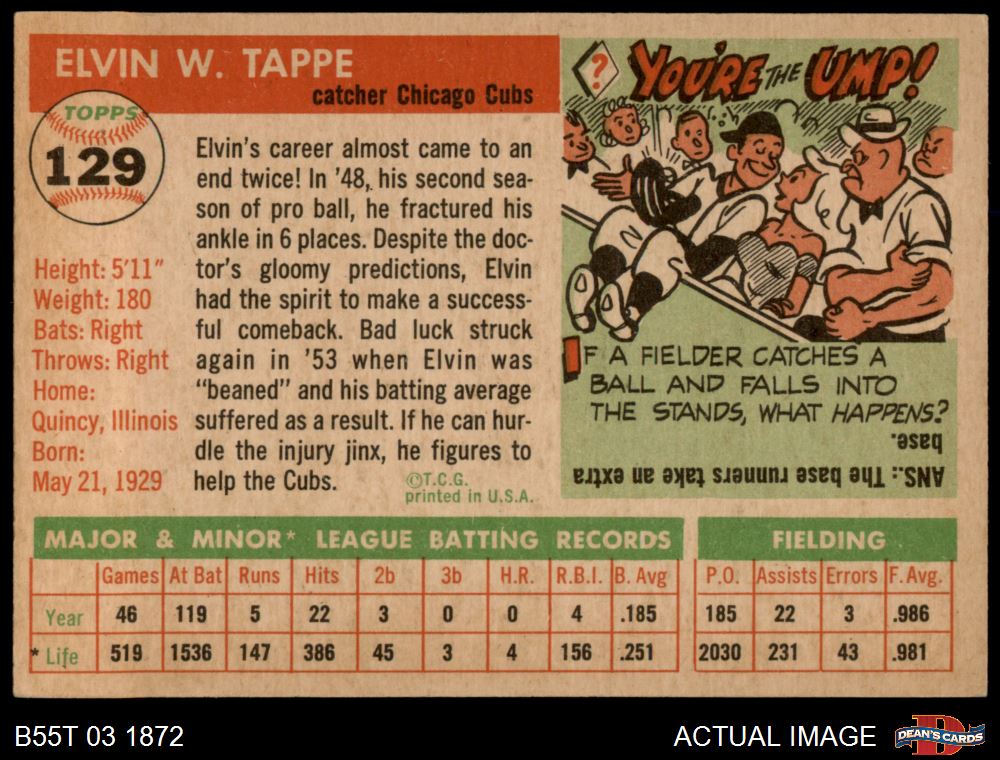 ELVIN W. TAPPE
catcher Chicago Cubs
TOPPS
129
Height: 5'11"
Weight: 180
Bats: Right
Throws: Right
Home:
Quincy, Illinois
Born:
May 21, 1929
Elvin's career almost came to an
end twice! In '48, his second sea-
son of pro ball, he fractured his
ankle in 6 places. Despite the doc-
tor's gloomy predictions, Elvin
had the spirit to make a success-
ful comeback. Bad luck struck
again in '53 when Elvin was
"beaned" and his batting average
suffered as a result. If he can hur-
dle the injury jinx, he figures to
help the Cubs.
©T.C.G.
printed in U.S.A.
? YOU'RE THE UMP!
IF A FIELDER CATCHES A
BALL AND FALLS INTO
THE STANDS, WHAT HAPPENS?
ANS.: The base runners take an extra
base.
MAJOR & MINOR* LEAGUE BATTING RECORDS FIELDING
Games At Bat Runs Hits 2b 3b H.R. R.B.I. B. Avg P.O. Assists Errors F. Avg.
Year 46 119 5 22 3 0 0 4 .185 185 22 3 .986
* Life 519 1536 147 386 45 3 4 156 .251 2030 231 43 .981
B55T 03 1872 ACTUAL IMAGE
DEAN'S CARDS